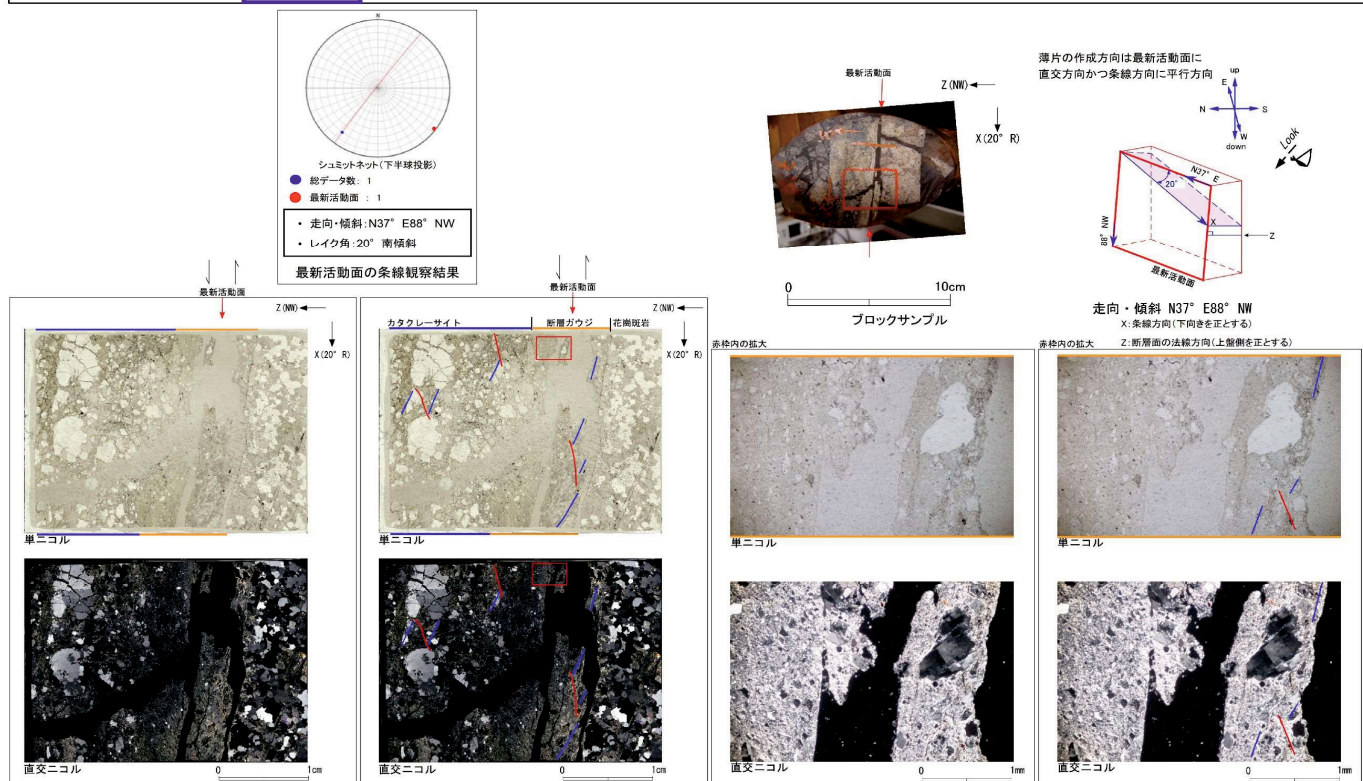 N
シュミットネット(下半球投影)
総データ数: 1
最新活動面 : 1
・ 走向・傾斜:N37° E88° NW
・ レイク角:20° 南傾斜
最新活動面の条線観察結果
最新活動面
Z(NW)
X(20° R)
0 10cm
ブロックサンプル
薄片の作成方向は最新活動面に
直交方向かつ条線方向に平行方向
up
E
N S
W
down
Look
N37° E
20°
X
Z
88° NW
最新活動面
走向・傾斜 N37° E88° NW
X:条線方向(下向きを正とする)
Z:断層面の法線方向(上盤側を正とする)
最新活動面
Z(NW)
X(20° R)
単ニコル
直交ニコル
0 1cm
最新活動面
Z(NW)
カタクレーサイト 断層ガウジ 花崗斑岩
X(20° R)
単ニコル
直交ニコル
0 1cm
赤枠内の拡大
単ニコル
直交ニコル
0 1mm
赤枠内の拡大
単ニコル
直交ニコル
0 1mm